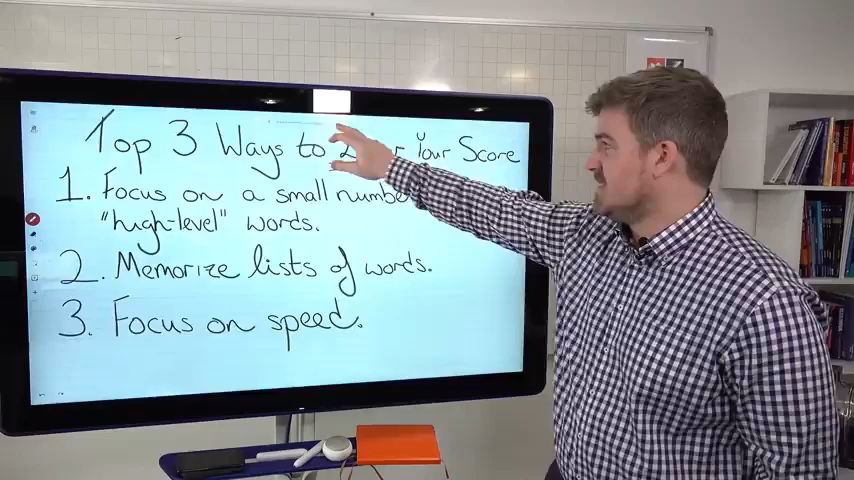 Top 3 Ways to Your Score
1. Focus on a small number
"high-level" words.
2. Memorize lists of words.
3. Focus on speed.